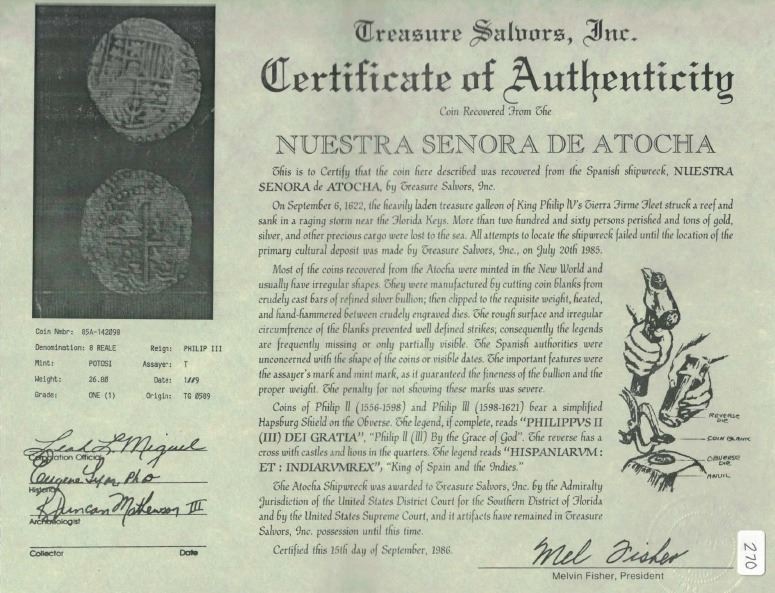 Treasure Salvors, Inc.
Certificate of Authenticity
Coin Recovered From The
NUESTRA SENORA DE ATOCHA
This is to Certify that the coin here described was recovered from the Spanish shipwreck, NUESTRA
SENORA de ATOCHA, by Treasure Salvors, Inc.
On September 6, 1622, the heavily laden treasure galleon of King Philip IV's Tierra Firme Fleet struck a reef and
sank in a raging storm near the Florida Keys. More than two hundred and sixty persons perished and tons of gold,
silver, and other precious cargo were lost to the sea. All attempts to locate the shipwreck failed until the location of the
primary cultural deposit was made by Treasure Salvors, Inc., on July 20th 1985.
Most of the coins recovered from the Atocha were minted in the New World and
usually have irregular shapes. They were manufactured by cutting coin blanks from
crudely cast bars of refined silver bullion; then clipped to the requisite weight, heated,
and hand-hammered between crudely engraved dies. The rough surface and irregular
circumfrence of the blanks prevented well defined strikes; consequently the legends
are frequently missing or only partially visible. The Spanish authorities were
unconcerned with the shape of the coins or visible dates. The important features were
the assayer's mark and mint mark, as it guaranteed the fineness of the bullion and the
proper weight. The penalty for not showing these marks was severe.
Coins of Philip II (1556-1598) and Philip III (1598-1621) bear a simplified
Hapsburg Shield on the Obverse. The legend, if complete, reads "PHILIPPVS II
(III) DEI GRATIA", "Philip II (III) By the Grace of God". The reverse has a
cross with castles and lions in the quarters. The legend reads "HISPANIARVM :
ET : INDIARVMREX", "King of Spain and the Indies."
The Atocha Shipwreck was awarded to Treasure Salvors, Inc. by the Admiralty
Jurisdiction of the United States District Court for the Southern District of Florida
and by the United States Supreme Court, and it artifacts have remained in Treasure
Salvors, Inc. possession until this time.
Certified this 15th day of September, 1986.
Mel Fisher
Melvin Fisher, President
REVERSE DIE
COIN BLANK
OBVERSE DIE
ANVIL
Coin Nmbr: 85A-142098
Denomination: 8 REALE Reign: PHILIP III
Mint: POTOSI Assayer: T
Weight: 26.80 Date: 1##9
Grade: ONE (1) Origin: TG 0589
Leah L Miguel
Corporation Official
Eugene Lyon PhD
Historian
R Duncan Mathewson III
Archaeologist
Collector Date
270